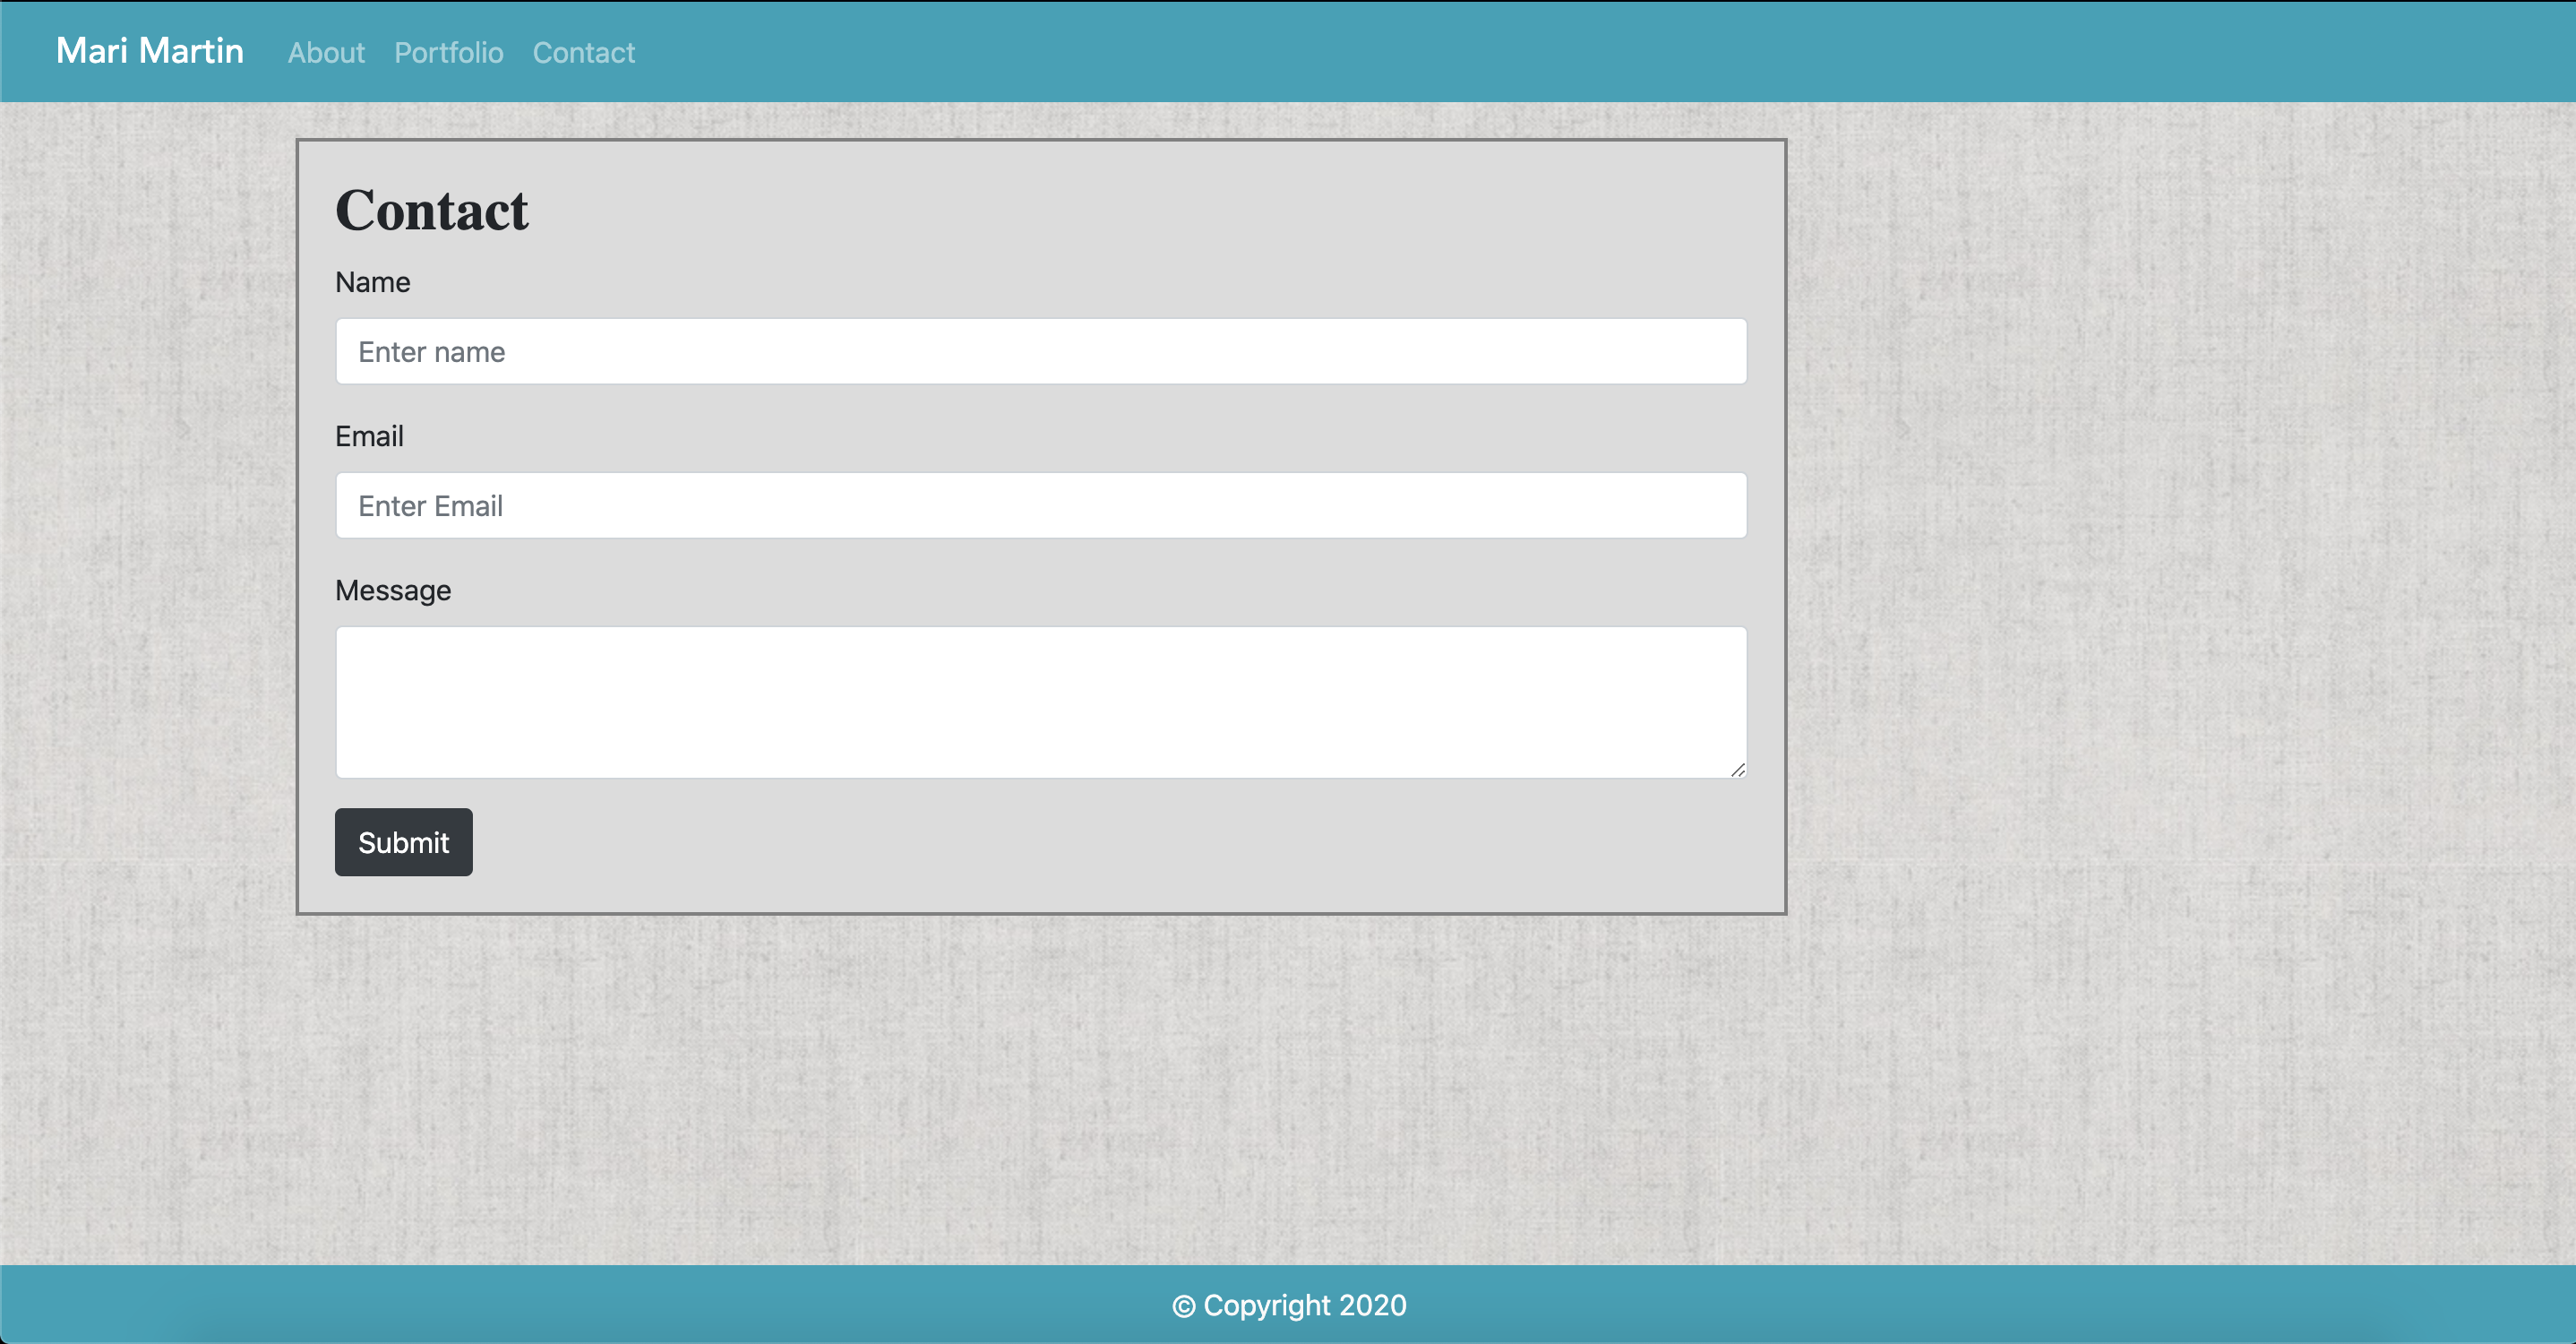 Mari Martin About Portfolio Contact
Contact
Name
Enter name
Email
Enter Email
Message
Submit
© Copyright 2020